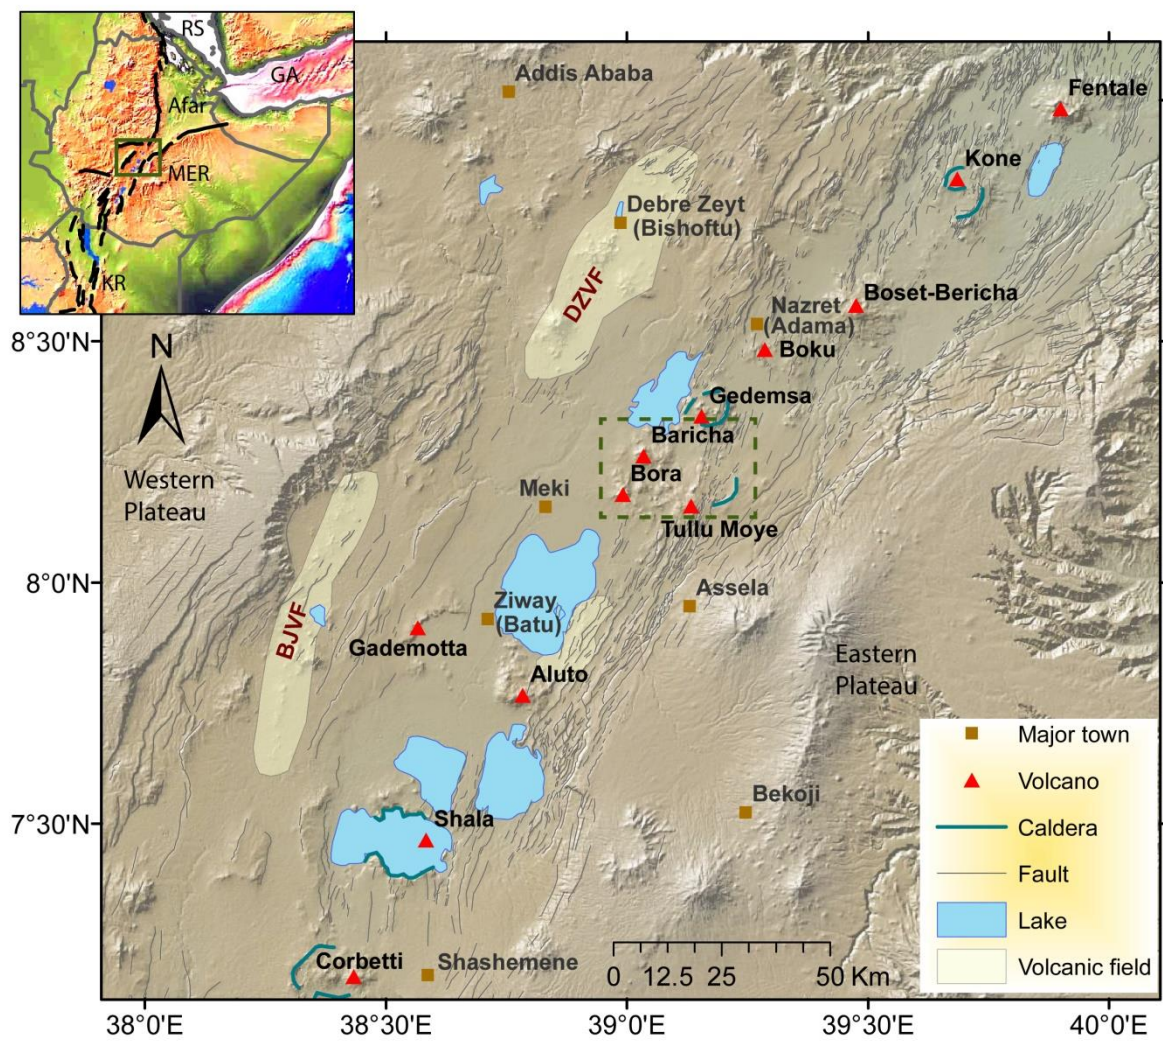 RS
GA
Afar
MER
KR
Addis Ababa
Fentale
Kone
Debre Zeyt
(Bishoftu)
DZVF
Boset-Bericha
Nazret
(Adama)
Boku
8°30'N
N
Gedemsa
Baricha
Bora
Western
Plateau
Meki
Tullu Moye
8°0'N
Assela
Ziway
(Batu)
BJVF
Gademotta
Eastern
Plateau
Aluto
Major town
Volcano
Bekoji
7°30'N
Shala
Caldera
Fault
Lake
Corbetti
Shashemene
0 12.5 25 50 Km
Volcanic field
38°0'E 38°30'E 39°0'E 39°30'E 40°0'E